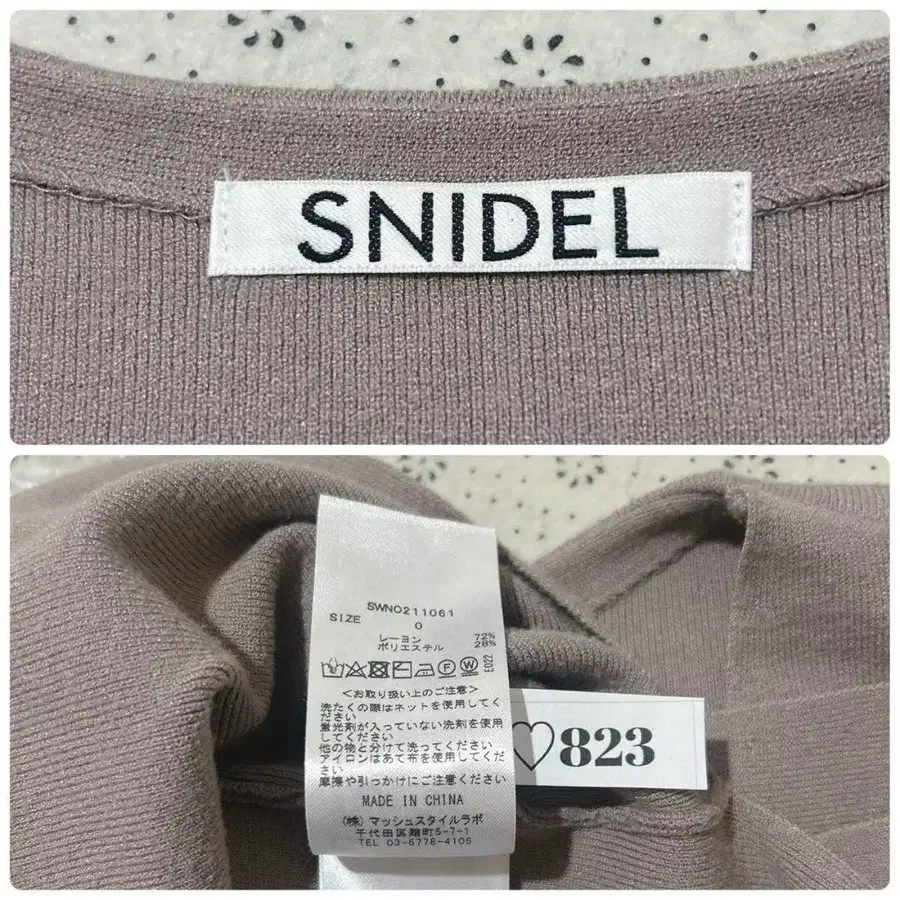 SNIDEL
SWNO211061
SIZE 0
レーヨン 72%
ポリエステル 28%
F W
E022
<お取り扱い上のご注意>
洗たくの際はネットを使用してく
ださい
蛍光剤が入っていない洗剤を使用
してください
他の物と分けて洗ってください
アイロンはあて布を使用してくだ
さい
摩擦や引っかけにご注意ください
MADE IN CHINA
(株) マッシュスタイルラボ
千代田区麹町5-7-1
TEL 03-6778-4105
♡823